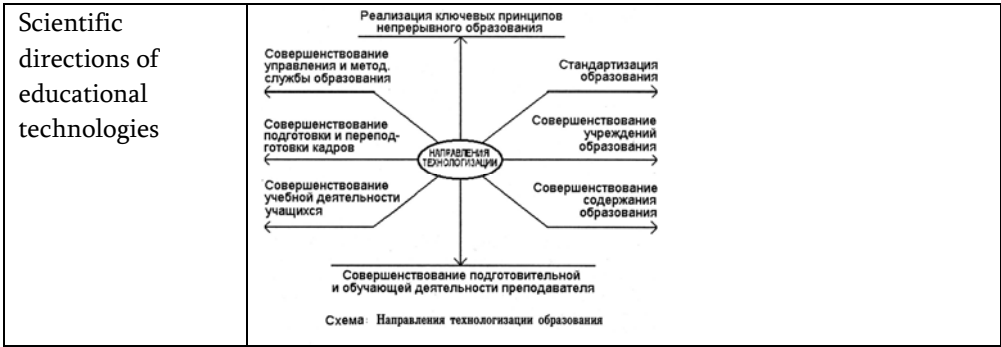 Scientific
directions of
educational
technologies
Реализация ключевых принципов
непрерывного образования
Совершенствование
управления и метод.
службы образования
Стандартизация
образования
Совершенствование
подготовки и перепод-
готовки кадров
НАПРАВЛЕНИЯ
ТЕХНОЛОГИЗАЦИИ
Совершенствование
учреждений
образования
Совершенствование
учебной деятельности
учащихся
Совершенствование
содержания
образования
Совершенствование подготовительной
и обучающей деятельности преподавателя
Схема: Направления технологизации образования